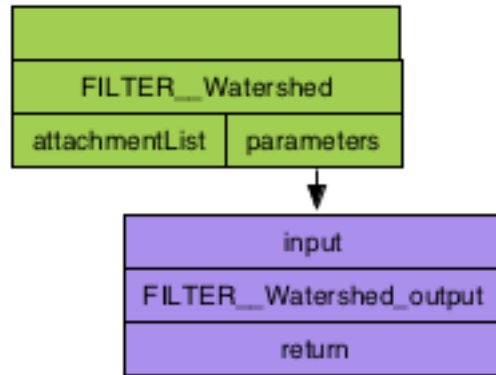 FILTER__Watershed
attachmentList parameters
input
FILTER__Watershed_output
return